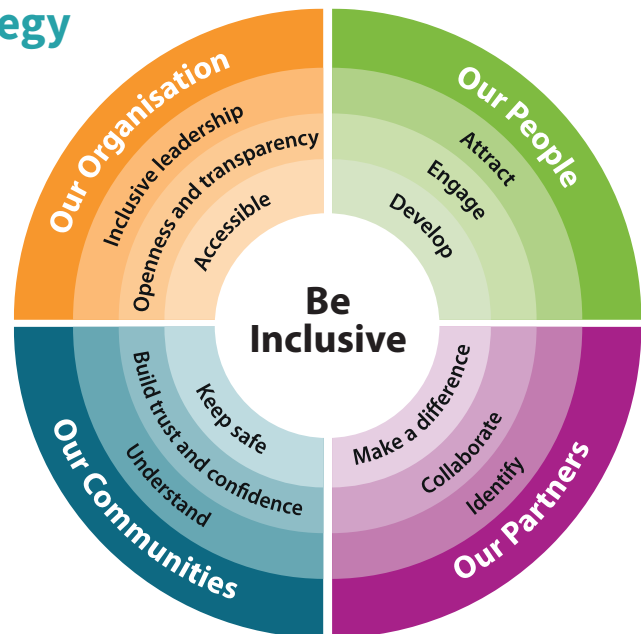 egy
Our Organisation
Inclusive leadership
Openness and transparency
Accessible
Our People
Attract
Engage
Develop
Be
Inclusive
Our Communities
Understand
Build trust and confidence
Keep safe
Our Partners
Identify
Collaborate
Make a difference